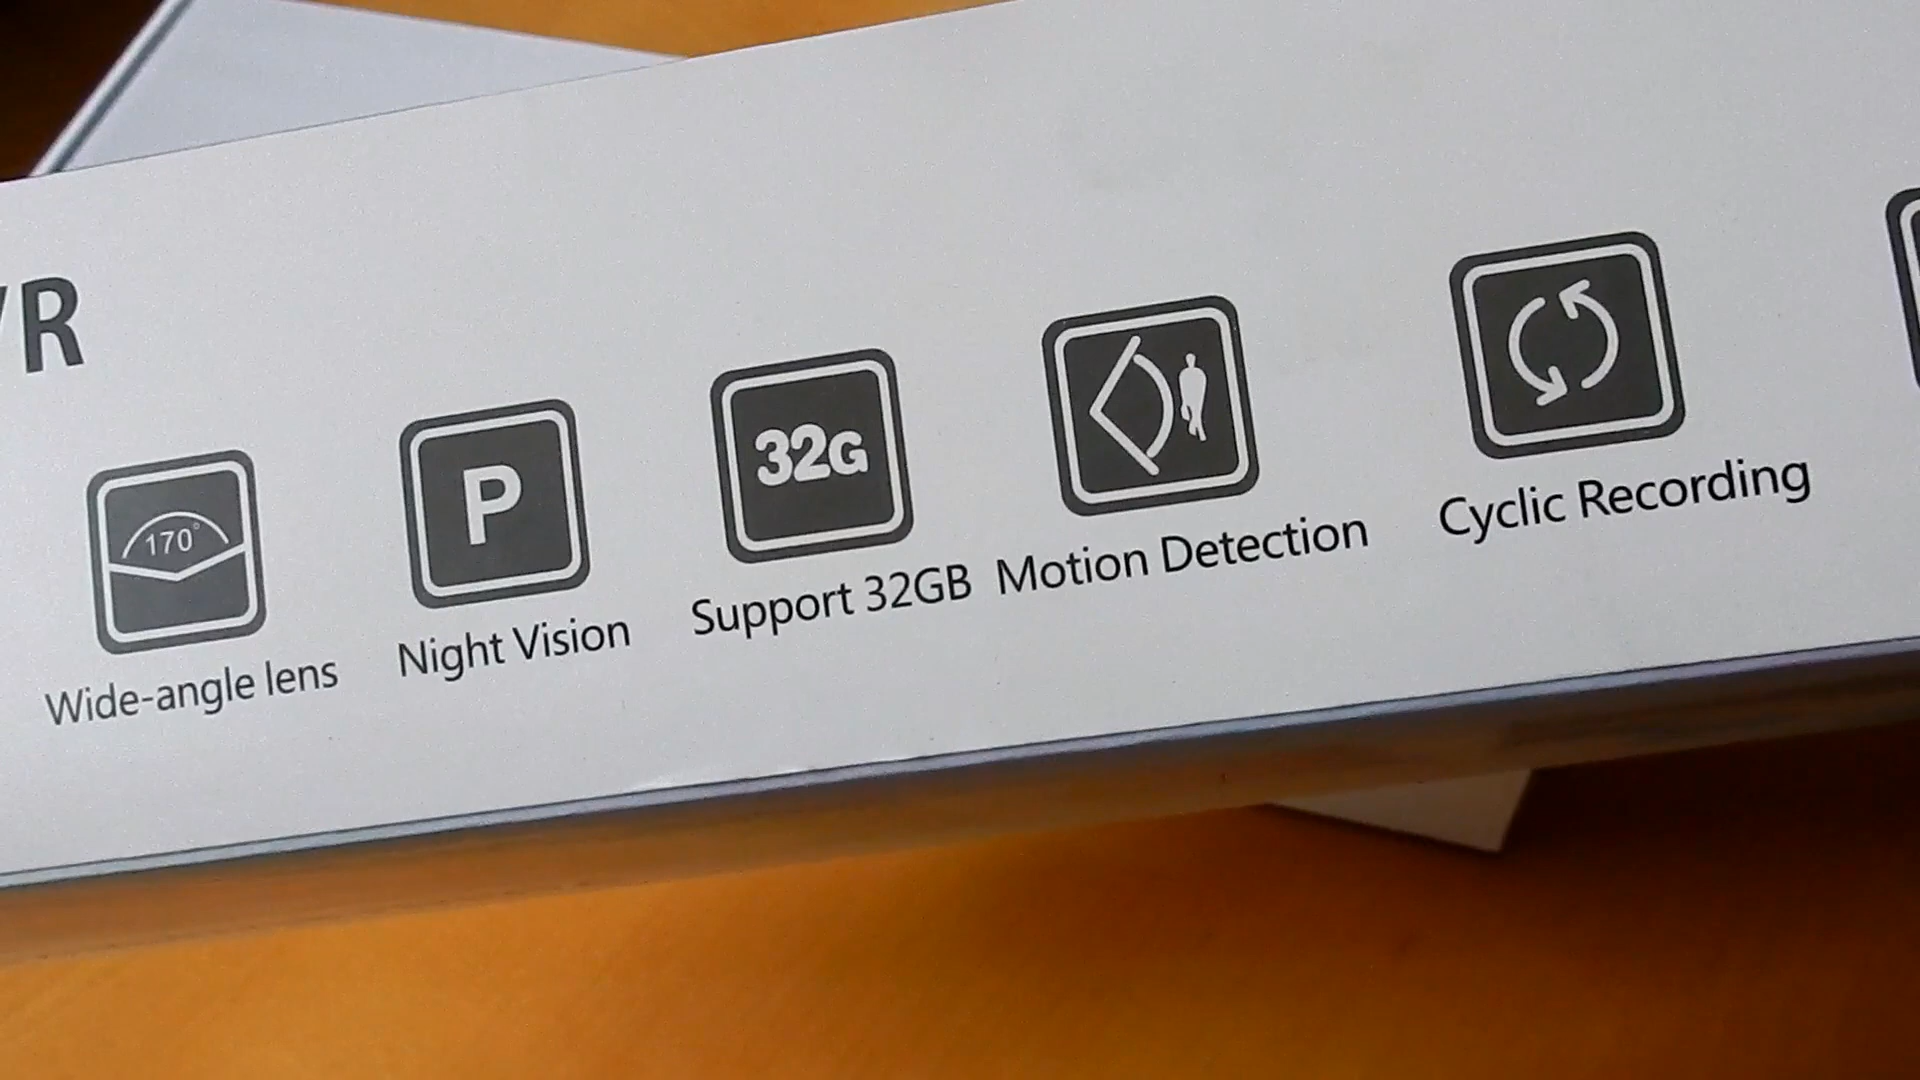 VR
170°
P
32G
Wide-angle lens
Night Vision
Support 32GB
Motion Detection
Cyclic Recording